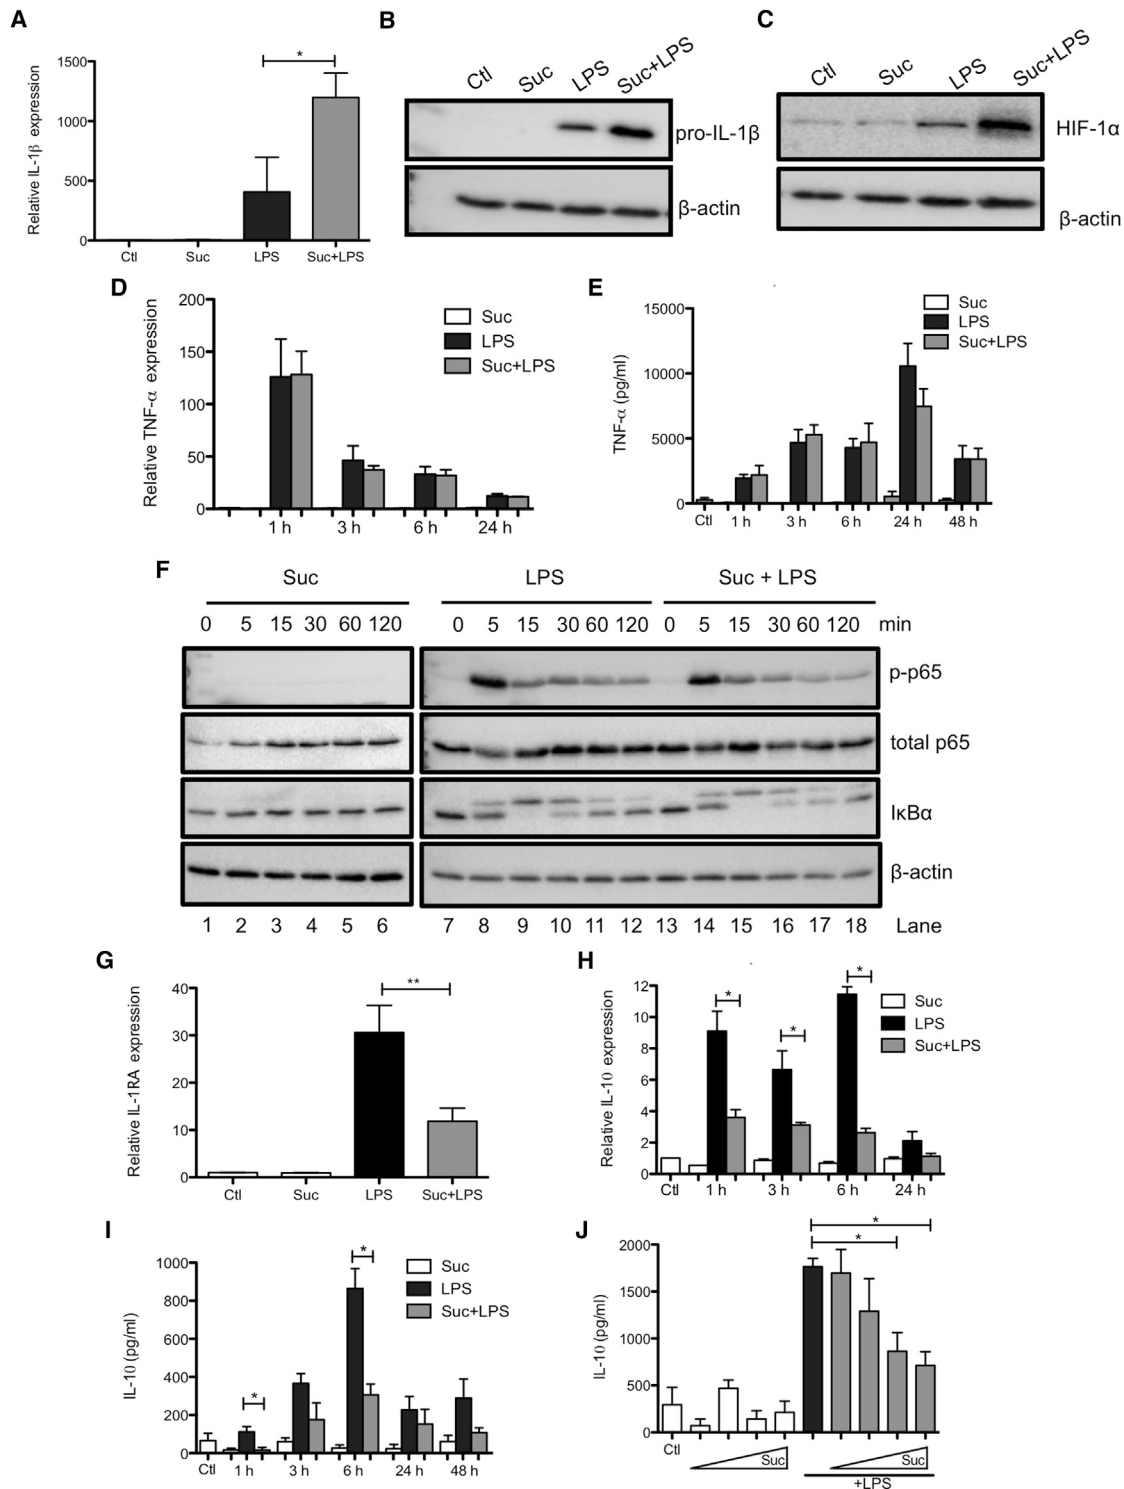 A
B
C
Relative IL-1β expression
1500
1000
500
0
*
Ctl
Suc
LPS
Suc+LPS
Ctl
Suc
LPS
Suc+LPS
pro-IL-1β
β-actin
Ctl
Suc
LPS
Suc+LPS
HIF-1α
β-actin
D
Relative TNF-α expression
200
150
100
50
0
Suc
LPS
Suc+LPS
1 h
3 h
6 h
24 h
E
TNF-α (pg/ml)
15000
10000
5000
0
Suc
LPS
Suc+LPS
Ctl
1 h
3 h
6 h
24 h
48 h
F
Suc
LPS
Suc + LPS
0 5 15 30 60 120 0 5 15 30 60 120 0 5 15 30 60 120 min
p-p65
total p65
IκBα
β-actin
1 2 3 4 5 6 7 8 9 10 11 12 13 14 15 16 17 18 Lane
G
Relative IL-1RA expression
40
30
20
10
0
**
Ctl
Suc
LPS
Suc+LPS
H
Relative IL-10 expression
12
10
8
6
4
2
0
*
*
*
Suc
LPS
Suc+LPS
Ctl
1 h
3 h
6 h
24 h
I
IL-10 (pg/ml)
1000
800
600
400
200
0
*
*
Suc
LPS
Suc+LPS
Ctl
1 h
3 h
6 h
24 h
48 h
J
IL-10 (pg/ml)
2000
1500
1000
500
0
*
*
Ctl
Suc
Suc
+LPS